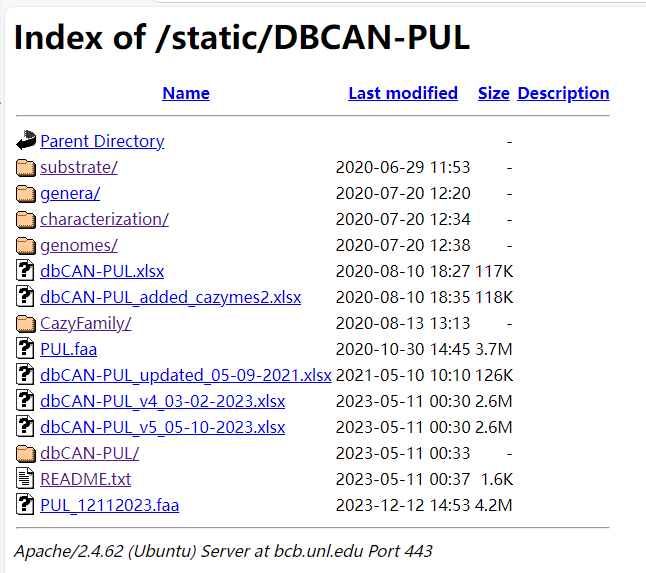 Index of /static/DBCAN-PUL
Name Last modified Size Description
Parent Directory -
substrate/ 2020-06-29 11:53 -
genera/ 2020-07-20 12:20 -
characterization/ 2020-07-20 12:34 -
genomes/ 2020-07-20 12:38 -
dbCAN-PUL.xlsx 2020-08-10 18:27 117K
dbCAN-PUL_added_cazymes2.xlsx 2020-08-10 18:35 118K
CazyFamily/ 2020-08-13 13:13 -
PUL.faa 2020-10-30 14:45 3.7M
dbCAN-PUL_updated_05-09-2021.xlsx 2021-05-10 10:10 126K
dbCAN-PUL_v4_03-02-2023.xlsx 2023-05-11 00:30 2.6M
dbCAN-PUL_v5_05-10-2023.xlsx 2023-05-11 00:30 2.6M
dbCAN-PUL/ 2023-05-11 00:33 -
README.txt 2023-05-11 00:37 1.6K
PUL_12112023.faa 2023-12-12 14:53 4.2M
Apache/2.4.62 (Ubuntu) Server at bcb.unl.edu Port 443